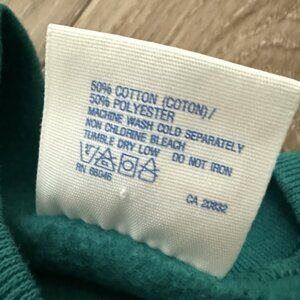 50% COTTON (COTON)/
50% POLYESTER
MACHINE WASH COLD SEPARATELY
NON CHLORINE BLEACH
TUMBLE DRY LOW DO NOT IRON
RN 68046 CA 20832